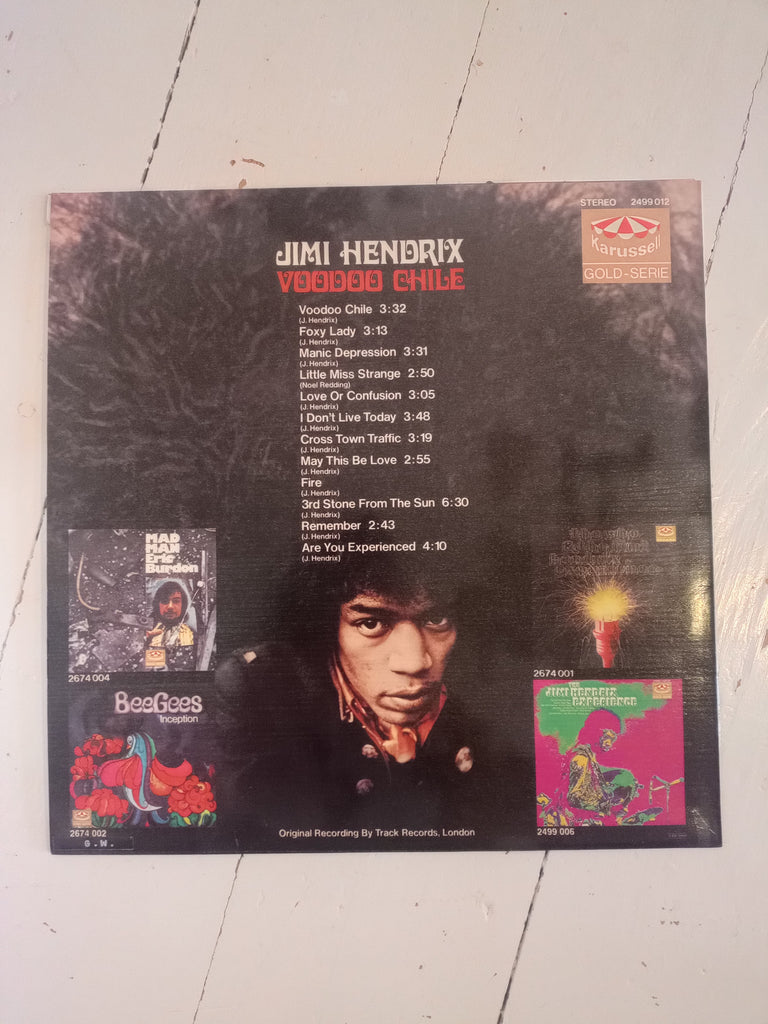 STEREO 2499 012
Karussell
GOLD-SERIE
JIMI HENDRIX
VOODOO CHILE
Voodoo Chile 3:32
(J. Hendrix)
Foxy Lady 3:13
(J. Hendrix)
Manic Depression 3:31
(J. Hendrix)
Little Miss Strange 2:50
(Noel Redding)
Love Or Confusion 3:05
(J. Hendrix)
I Don't Live Today 3:48
(J. Hendrix)
Cross Town Traffic 3:19
(J. Hendrix)
May This Be Love 2:55
(J. Hendrix)
Fire
(J. Hendrix)
3rd Stone From The Sun 6:30
(J. Hendrix)
Remember 2:43
(J. Hendrix)
Are You Experienced 4:10
(J. Hendrix)
MAD
MAN
Eric
Burdon
2674 004
BeeGees
Inception
2674 002
G.W.
2674 001
THE
JIMI HENDRIX
EXPERIENCE
2499 006
Original Recording By Track Records, London